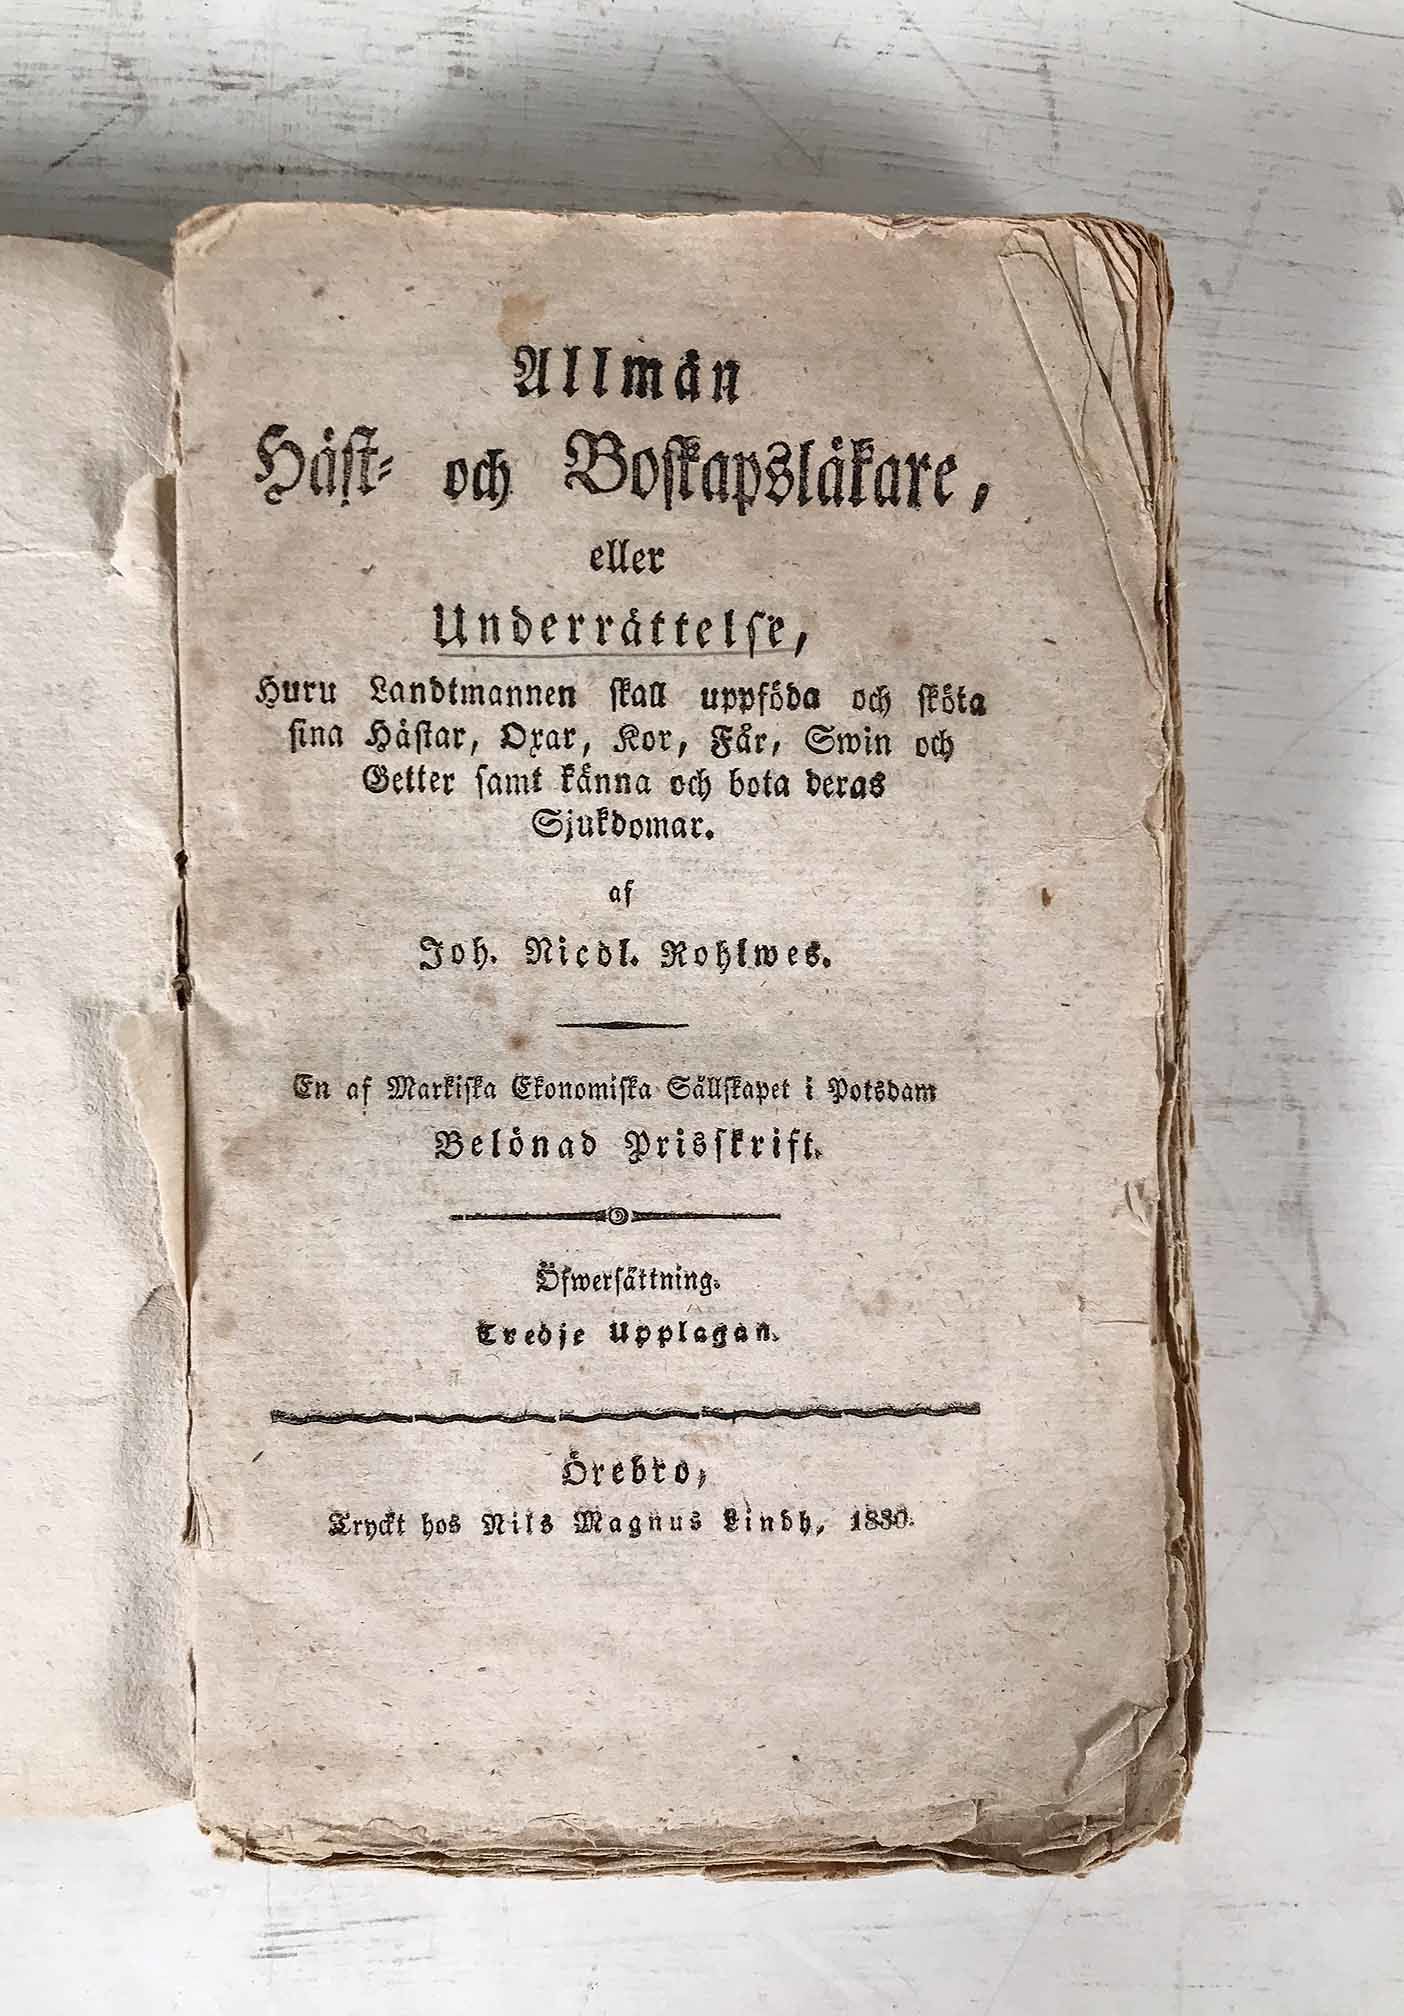 Allmän
Häst- och Boskapsläkare,
eller
Underrättelse,
Huru Landtmannen skall uppföda och sköta
sina Hästar, Oxar, Kor, Får, Swin och
Getter samt känna och bota deras
Sjukdomar.
af
Joh. Nicol. Rohlwes.
En af Markiska Ekonomiska Sällskapet i Potsdam
Belönad Prisskrift.
Öfwersättning.
Tredje Upplagan.
Örebro,
Tryckt hos Nils Magnus Lindh, 1830.